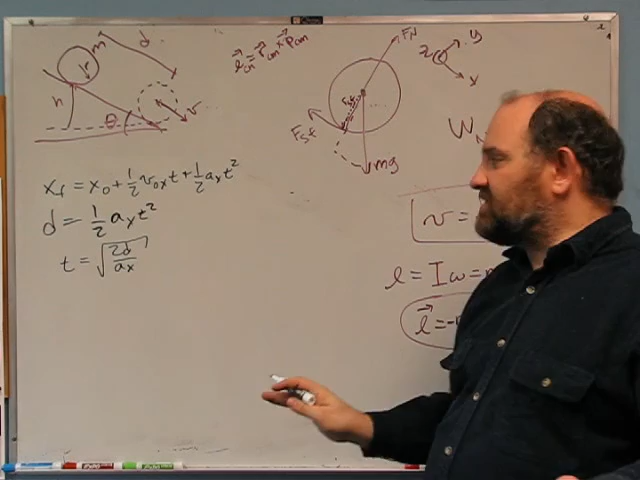 m
d
r
h
θ
v
l⃗cm = r⃗cm × p⃗cm
FN
Fsf
mg
z
y
x
W
xf = x0 + 1/2 v0x t + 1/2 ax t²
d = 1/2 ax t²
t = √(2d/ax)
v =
l = Iω =
l⃗ = -